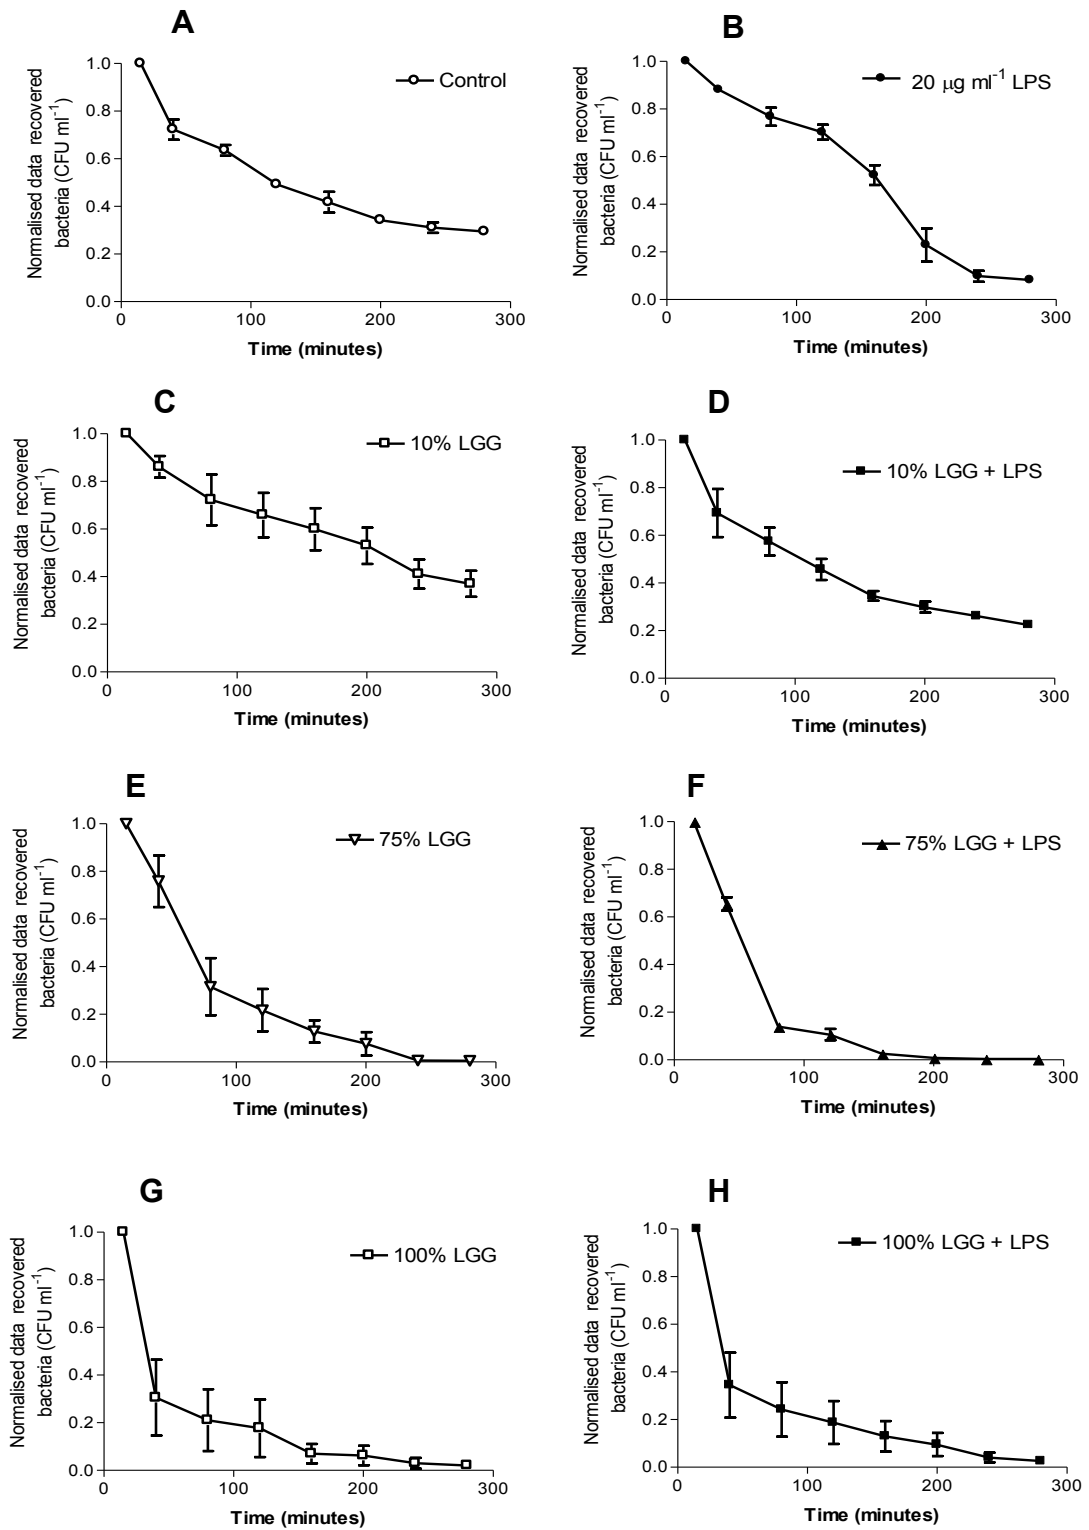 A
Normalised data recovered
bacteria (CFU ml⁻¹)
1.0
0.8
0.6
0.4
0.2
0.0
Control
0
100
200
300
Time (minutes)
B
Normalised data recovered
bacteria (CFU ml⁻¹)
1.0
0.8
0.6
0.4
0.2
0.0
20 µg ml⁻¹ LPS
0
100
200
300
Time (minutes)
C
Normalised data recovered
bacteria (CFU ml⁻¹)
1.0
0.8
0.6
0.4
0.2
0.0
10% LGG
0
100
200
300
Time (minutes)
D
Normalised data recovered
bacteria (CFU ml⁻¹)
1.0
0.8
0.6
0.4
0.2
0.0
10% LGG + LPS
0
100
200
300
Time (minutes)
E
Normalised data recovered
bacteria (CFU ml⁻¹)
1.0
0.8
0.6
0.4
0.2
0.0
75% LGG
0
100
200
300
Time (minutes)
F
Normalised data recovered
bacteria (CFU ml⁻¹)
1.0
0.8
0.6
0.4
0.2
0.0
75% LGG + LPS
0
100
200
300
Time (minutes)
G
Normalised data recovered
bacteria (CFU ml⁻¹)
1.0
0.8
0.6
0.4
0.2
0.0
100% LGG
0
100
200
300
Time (minutes)
H
Normalised data recovered
bacteria (CFU ml⁻¹)
1.0
0.8
0.6
0.4
0.2
0.0
100% LGG + LPS
0
100
200
300
Time (minutes)